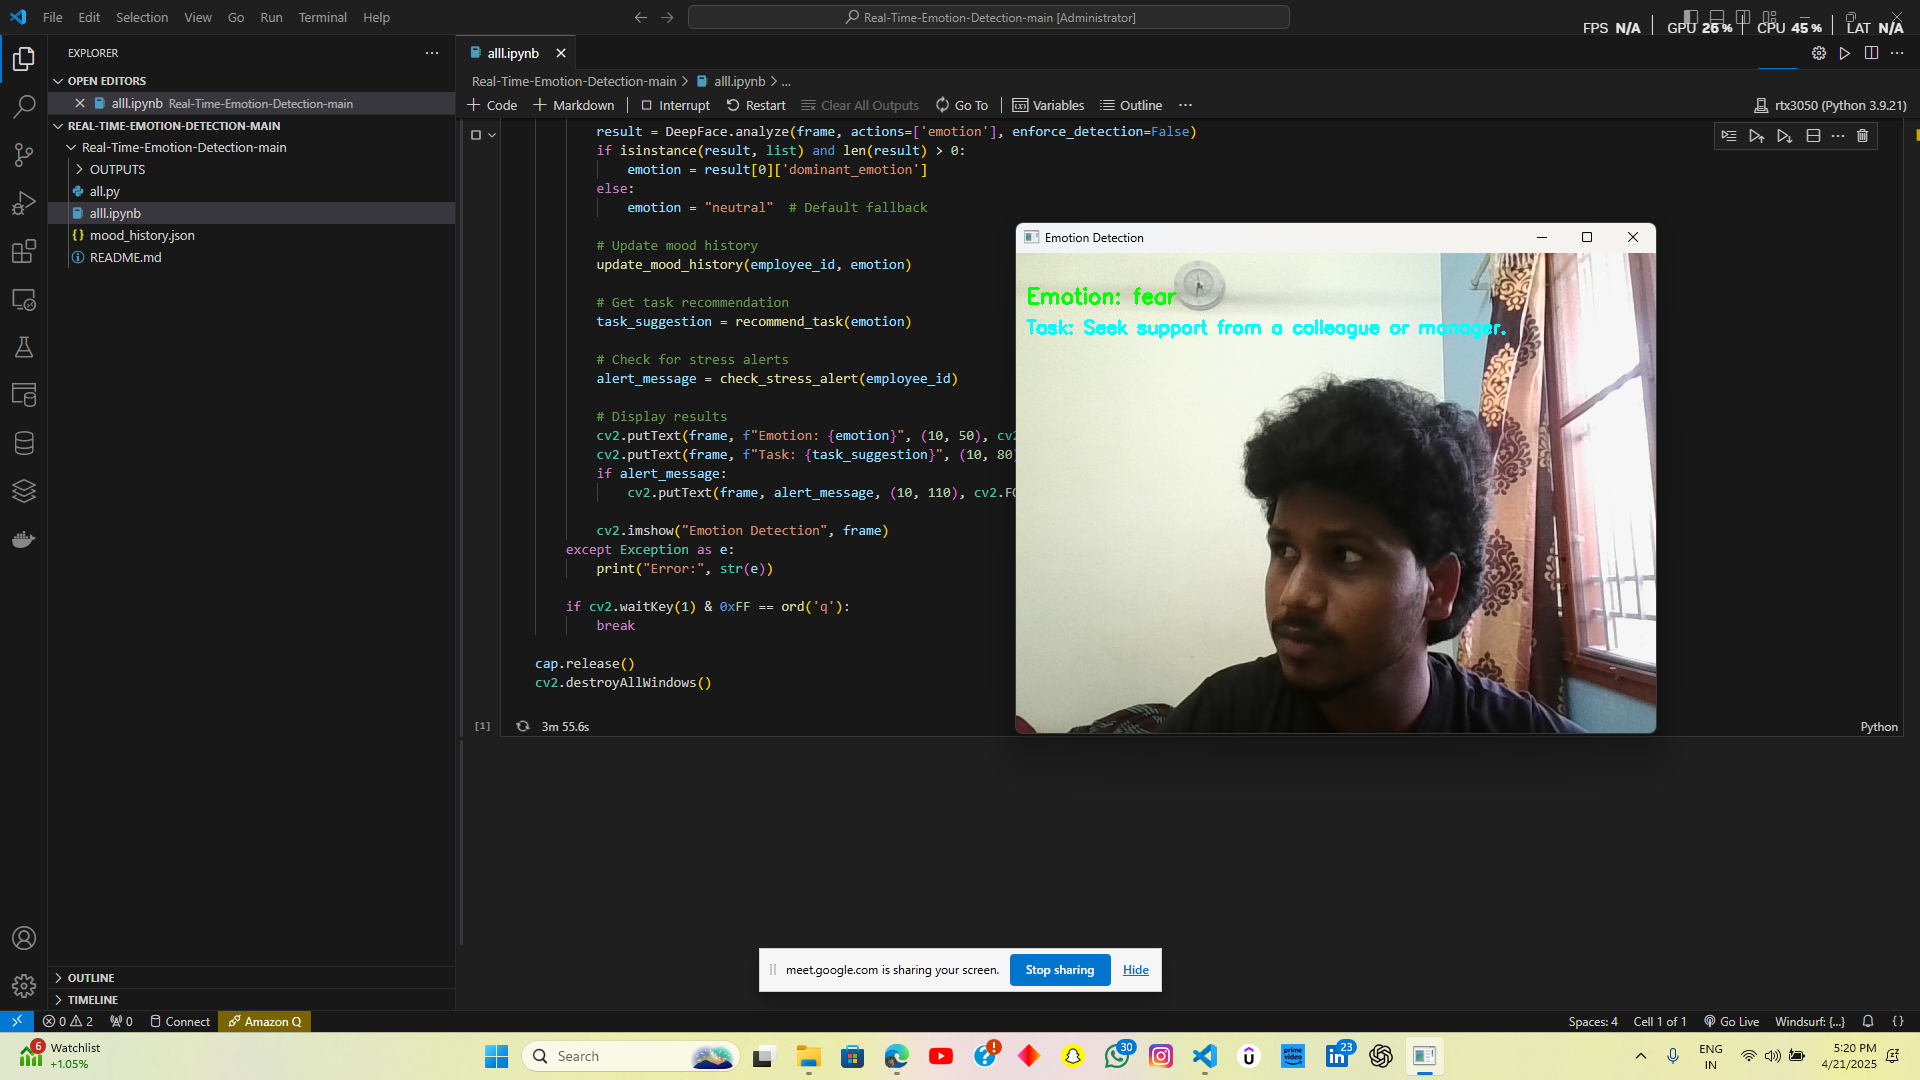 File Edit Selection View Go Run Terminal Help
Real-Time-Emotion-Detection-main [Administrator]
FPS N/A GPU 26 % CPU 45 % LAT N/A
EXPLORER
OPEN EDITORS
alll.ipynb Real-Time-Emotion-Detection-main
REAL-TIME-EMOTION-DETECTION-MAIN
Real-Time-Emotion-Detection-main
OUTPUTS
all.py
alll.ipynb
mood_history.json
README.md
OUTLINE
TIMELINE
alll.ipynb
Real-Time-Emotion-Detection-main > alll.ipynb > ...
Code Markdown Interrupt Restart Clear All Outputs Go To Variables Outline ...
rtx3050 (Python 3.9.21)
result = DeepFace.analyze(frame, actions=['emotion'], enforce_detection=False)
if isinstance(result, list) and len(result) > 0:
emotion = result[0]['dominant_emotion']
else:
emotion = "neutral" # Default fallback
# Update mood history
update_mood_history(employee_id, emotion)
# Get task recommendation
task_suggestion = recommend_task(emotion)
# Check for stress alerts
alert_message = check_stress_alert(employee_id)
# Display results
cv2.putText(frame, f"Emotion: {emotion}", (10, 50), cv2
cv2.putText(frame, f"Task: {task_suggestion}", (10, 80)
if alert_message:
cv2.putText(frame, alert_message, (10, 110), cv2.FO
cv2.imshow("Emotion Detection", frame)
except Exception as e:
print("Error:", str(e))
if cv2.waitKey(1) & 0xFF == ord('q'):
break
cap.release()
cv2.destroyAllWindows()
[1] 3m 55.6s
Python
Emotion Detection
Emotion: fear
Task: Seek support from a colleague or manager.
meet.google.com is sharing your screen. Stop sharing Hide
0 2 0 Connect Amazon Q
Spaces: 4 Cell 1 of 1 Go Live Windsurf: {...}
6 Watchlist
+1.05%
Search
30
23
prime video
ENG
IN
5:20 PM
4/21/2025